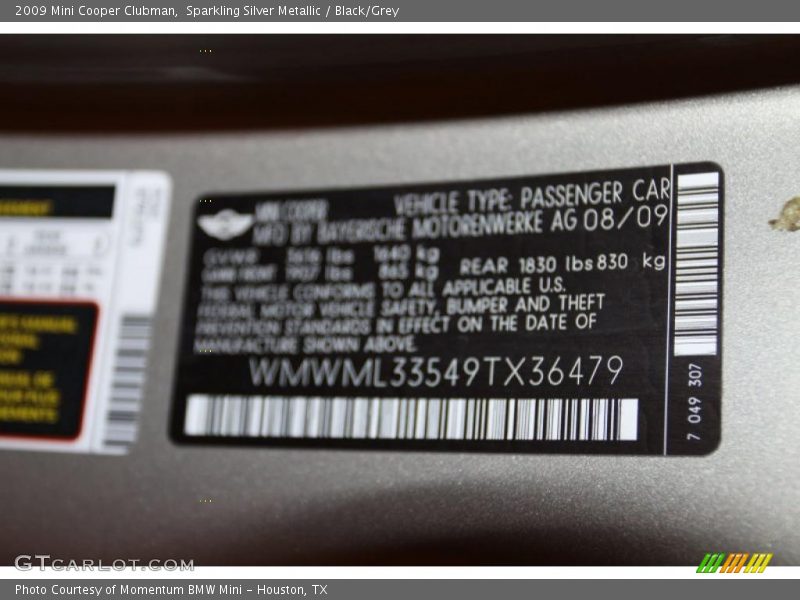 2009 Mini Cooper Clubman,  Sparkling Silver Metallic / Black/Grey
MINI COOPER VEHICLE TYPE: PASSENGER CAR
MFD BY BAYERISCHE MOTORENWERKE AG 08/09
GVWR 3616 lbs 1640 kg
GAWR FRONT 1907 lbs 865 kg REAR 1830 lbs 830 kg
THIS VEHICLE CONFORMS TO ALL APPLICABLE U.S.
FEDERAL MOTOR VEHICLE SAFETY, BUMPER AND THEFT
PREVENTION STANDARDS IN EFFECT ON THE DATE OF
MANUFACTURE SHOWN ABOVE.
WMWML33549TX36479
7 049 307
GTcarlot.com
Photo Courtesy of Momentum BMW Mini - Houston, TX